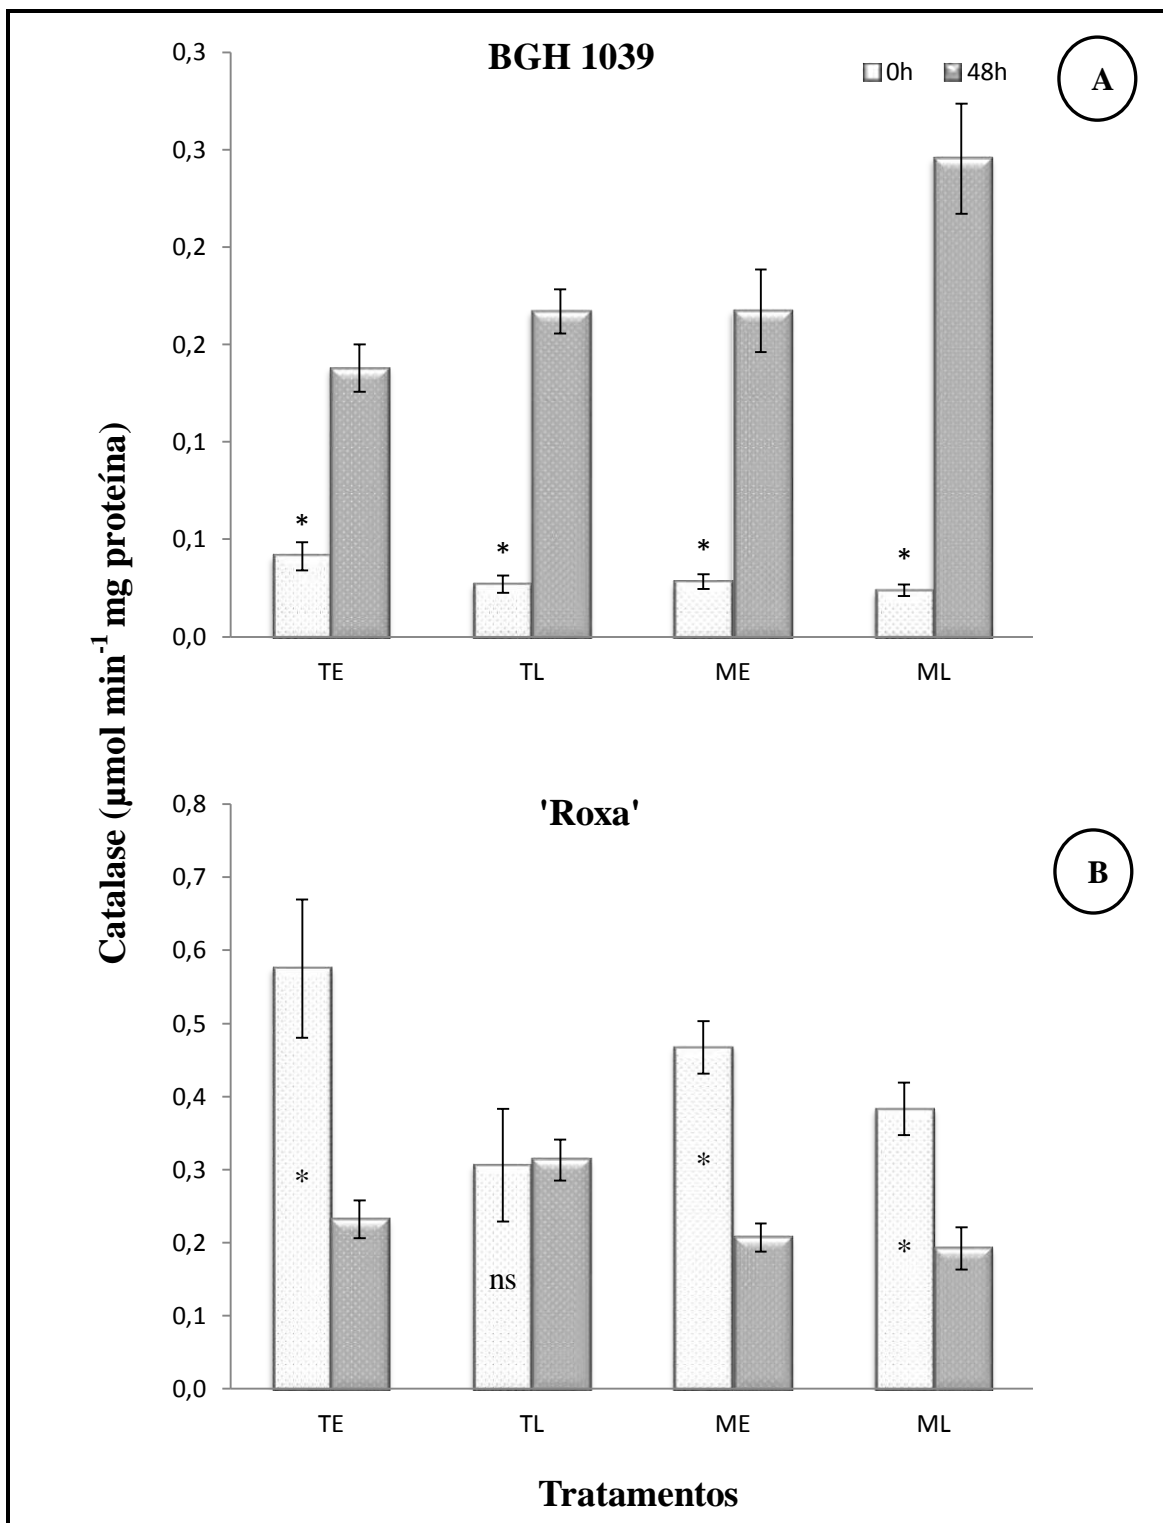 BGH 1039
0h 48h
A
0,3
0,3
0,2
0,2
0,1
0,1
0,0
* * * *
TE TL ME ML
Catalase (µmol min-1 mg proteína)
'Roxa'
B
0,8
0,7
0,6
0,5
0,4
0,3
0,2
0,1
0,0
* ns * *
TE TL ME ML
Tratamentos